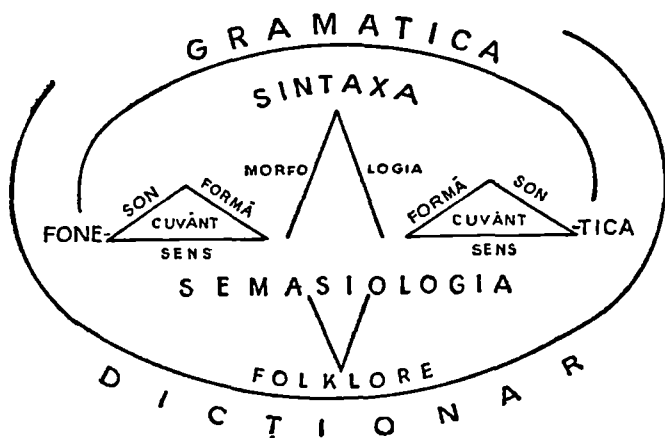 GRAMATICA
SINTAXA
MORFO LOGIA
SON FORMĂ FORMĂ SON
FONE- CUVÂNT CUVÂNT -TICA
SENS SENS
SEMASIOLOGIA
FOLKLORE
DICȚIONAR